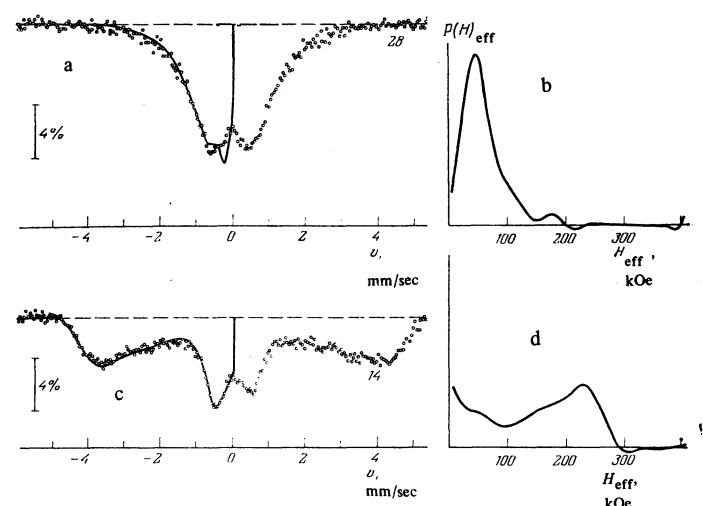 28
a
4%
-4 -2 0 2 4
υ,
mm/sec
P(H)eff
b
100 200 300
H eff ,
kOe
14
c
4%
-4 -2 0 2 4
υ,
mm/sec
d
100 200 300
Heff,
kOe